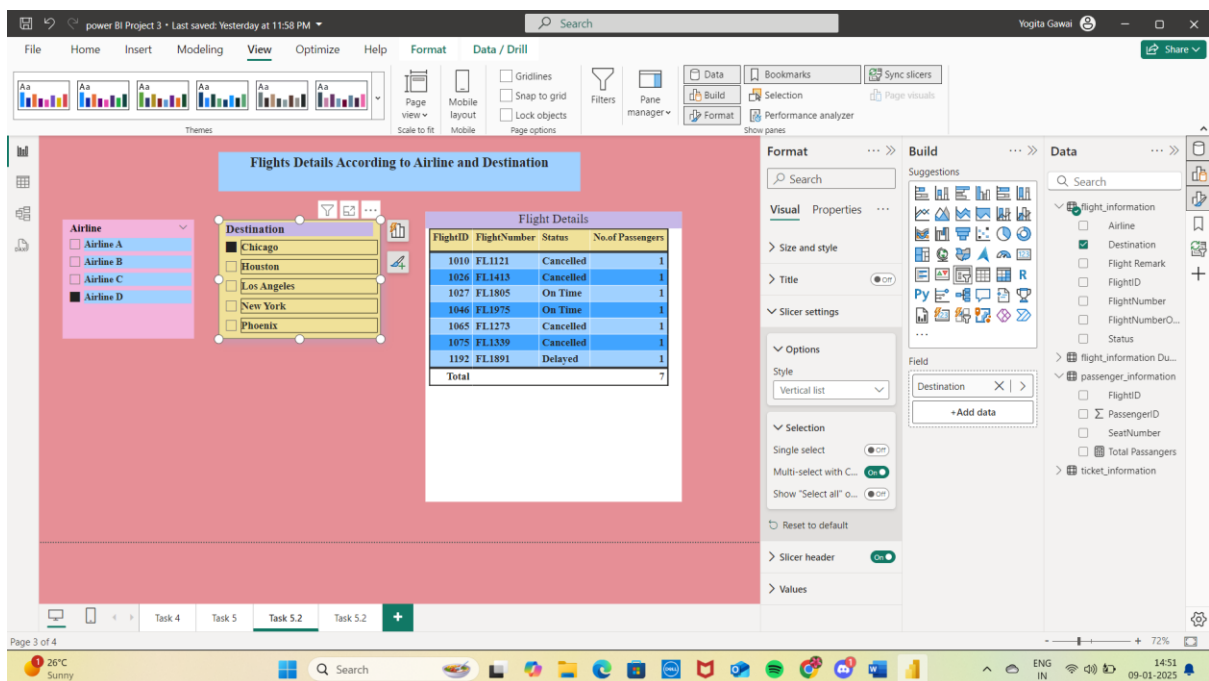 power BI Project 3 • Last saved: Yesterday at 11:58 PM
Search
Yogita Gawai
File Home Insert Modeling View Optimize Help Format Data / Drill
Share
Aa Aa Aa Aa Aa Aa
Themes
Page view
Scale to fit
Mobile layout
Mobile
Gridlines
Snap to grid
Lock objects
Page options
Filters
Pane manager
Data
Build
Format
Bookmarks
Selection
Performance analyzer
Sync slicers
Page visuals
Show panes
Flights Details According to Airline and Destination
Airline
Airline A
Airline B
Airline C
Airline D
Destination
Chicago
Houston
Los Angeles
New York
Phoenix
Flight Details
FlightID FlightNumber Status No.of Passengers
1010 FL1121 Cancelled 1
1026 FL1413 Cancelled 1
1027 FL1805 On Time 1
1046 FL1975 On Time 1
1065 FL1273 Cancelled 1
1075 FL1339 Cancelled 1
1192 FL1891 Delayed 1
Total 7
Format
Search
Visual Properties
Size and style
Title Off
Slicer settings
Options
Style
Vertical list
Selection
Single select Off
Multi-select with C... On
Show "Select all" o... Off
Reset to default
Slicer header On
Values
Build
Suggestions
123
R
Py
...
Field
Destination
+Add data
Data
Search
flight_information
Airline
Destination
Flight Remark
FlightID
FlightNumber
FlightNumberO...
Status
flight_information Du...
passenger_information
FlightID
PassengerID
SeatNumber
Total Passangers
ticket_information
Task 4 Task 5 Task 5.2 Task 5.2 +
Page 3 of 4
- + 72%
1
26°C
Sunny
Search
DELL
ENG
IN
14:51
09-01-2025